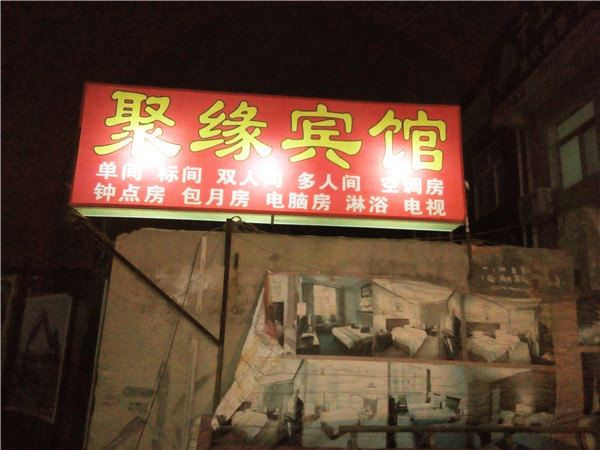 聚缘宾馆
单间 标间 双人间 多人间 空调房
钟点房 包月房 电脑房 淋浴 电视